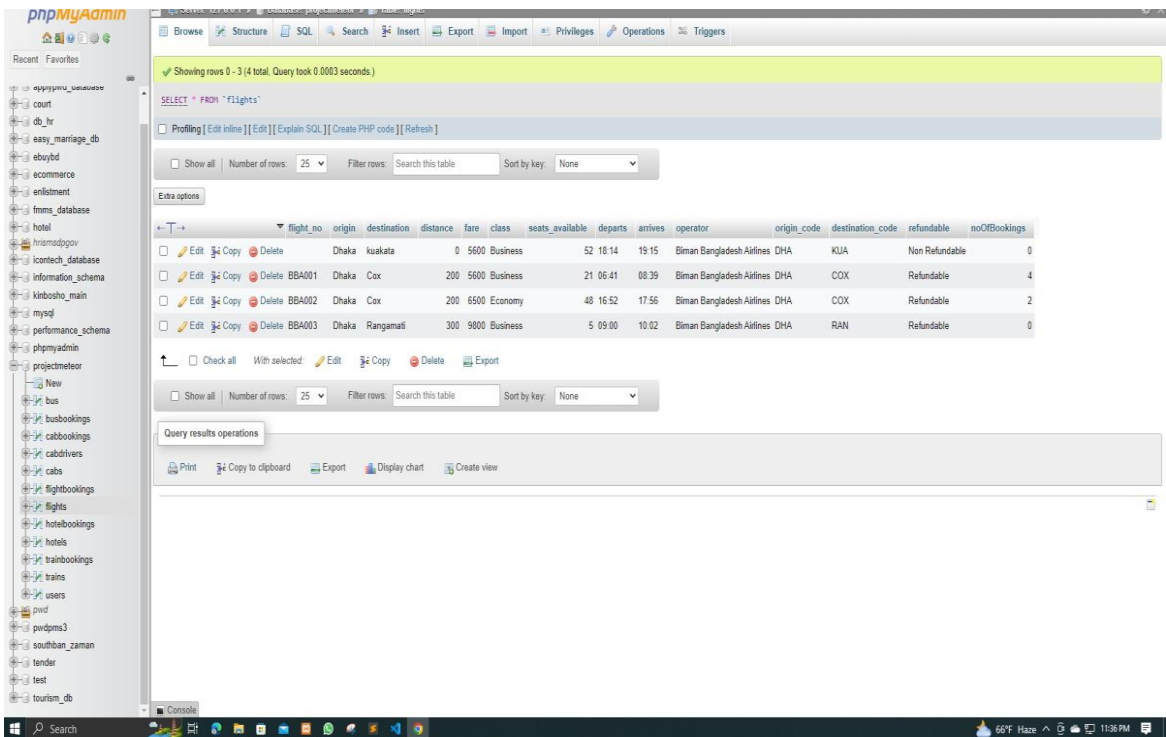 phpMyAdmin
Server: 127.0.0.1 » Database: projectmeteor » Table: flights
Browse Structure SQL Search Insert Export Import Privileges Operations Triggers
Recent Favorites
court
db_hr
easy_marriage_db
ebuybd
ecommerce
enlistment
fmms_database
hotel
hrismsdpgov
icontech_database
information_schema
kinbosho_main
mysql
performance_schema
phpmyadmin
projectmeteor
New
bus
busbookings
cabbookings
cabdrivers
cabs
flightbookings
flights
hotelbookings
hotels
trainbookings
trains
users
pwd
pwdpms3
southban_zaman
tender
test
tourism_db
Showing rows 0 - 3 (4 total, Query took 0.0003 seconds.)
SELECT * FROM `flights`
Profiling [ Edit inline ] [ Edit ] [ Explain SQL ] [ Create PHP code ] [ Refresh ]
Show all Number of rows: 25 Filter rows: Search this table Sort by key: None
Extra options
flight_no origin destination distance fare class seats_available departs arrives operator origin_code destination_code refundable noOfBookings
Edit Copy Delete Dhaka kuakata 0 5600 Business 52 18:14 19:15 Biman Bangladesh Airlines DHA KUA Non Refundable 0
Edit Copy Delete BBA001 Dhaka Cox 200 5600 Business 21 06:41 08:39 Biman Bangladesh Airlines DHA COX Refundable 4
Edit Copy Delete BBA002 Dhaka Cox 200 6500 Economy 48 16:52 17:56 Biman Bangladesh Airlines DHA COX Refundable 2
Edit Copy Delete BBA003 Dhaka Rangamati 300 9800 Business 5 09:00 10:02 Biman Bangladesh Airlines DHA RAN Refundable 0
Check all With selected: Edit Copy Delete Export
Show all Number of rows: 25 Filter rows: Search this table Sort by key: None
Query results operations
Print Copy to clipboard Export Display chart Create view
Console
Search
66°F Haze 11:36 PM